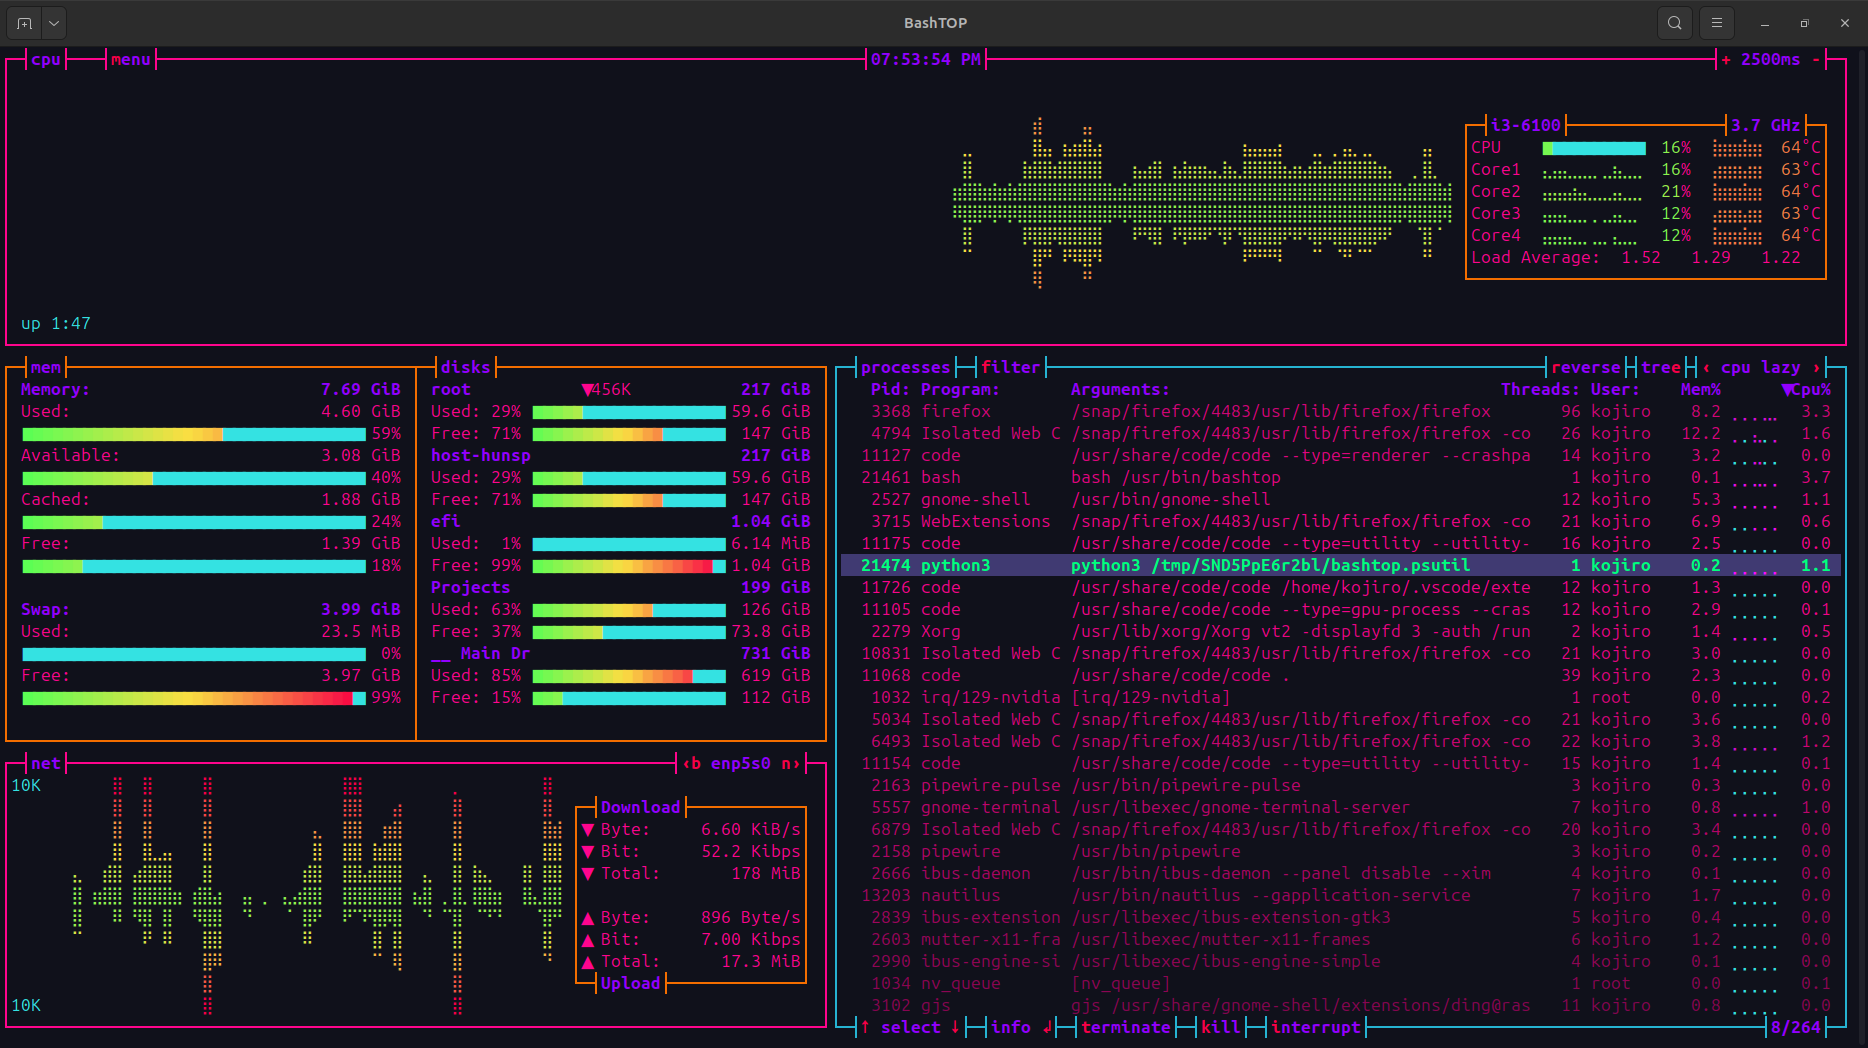 BashTOP
cpu menu 07:53:54 PM + 2500ms -
i3-6100 3.7 GHz
CPU 16% 64°C
Core1 16% 63°C
Core2 21% 64°C
Core3 12% 63°C
Core4 12% 64°C
Load Average: 1.52 1.29 1.22
up 1:47
mem
Memory: 7.69 GiB
Used: 4.60 GiB
59%
Available: 3.08 GiB
40%
Cached: 1.88 GiB
24%
Free: 1.39 GiB
18%
Swap: 3.99 GiB
Used: 23.5 MiB
0%
Free: 3.97 GiB
99%
disks
root ▼456K 217 GiB
Used: 29% 59.6 GiB
Free: 71% 147 GiB
host-hunsp 217 GiB
Used: 29% 59.6 GiB
Free: 71% 147 GiB
efi 1.04 GiB
Used: 1% 6.14 MiB
Free: 99% 1.04 GiB
Projects 199 GiB
Used: 63% 126 GiB
Free: 37% 73.8 GiB
__ Main Dr 731 GiB
Used: 85% 619 GiB
Free: 15% 112 GiB
net ‹b enp5s0 n›
10K
10K
Download
▼ Byte: 6.60 KiB/s
▼ Bit: 52.2 Kibps
▼ Total: 178 MiB
▲ Byte: 896 Byte/s
▲ Bit: 7.00 Kibps
▲ Total: 17.3 MiB
Upload
processes filter reverse tree ‹ cpu lazy ›
Pid: Program: Arguments: Threads: User: Mem% ▼Cpu%
3368 firefox /snap/firefox/4483/usr/lib/firefox/firefox 96 kojiro 8.2 3.3
4794 Isolated Web C /snap/firefox/4483/usr/lib/firefox/firefox -co 26 kojiro 12.2 1.6
11127 code /usr/share/code/code --type=renderer --crashpa 14 kojiro 3.2 0.0
21461 bash bash /usr/bin/bashtop 1 kojiro 0.1 3.7
2527 gnome-shell /usr/bin/gnome-shell 12 kojiro 5.3 1.1
3715 WebExtensions /snap/firefox/4483/usr/lib/firefox/firefox -co 21 kojiro 6.9 0.6
11175 code /usr/share/code/code --type=utility --utility- 16 kojiro 2.5 0.0
21474 python3 python3 /tmp/SND5PpE6r2bl/bashtop.psutil 1 kojiro 0.2 1.1
11726 code /usr/share/code/code /home/kojiro/.vscode/exte 12 kojiro 1.3 0.0
11105 code /usr/share/code/code --type=gpu-process --cras 12 kojiro 2.9 0.1
2279 Xorg /usr/lib/xorg/Xorg vt2 -displayfd 3 -auth /run 2 kojiro 1.4 0.5
10831 Isolated Web C /snap/firefox/4483/usr/lib/firefox/firefox -co 21 kojiro 3.0 0.0
11068 code /usr/share/code/code . 39 kojiro 2.3 0.0
1032 irq/129-nvidia [irq/129-nvidia] 1 root 0.0 0.2
5034 Isolated Web C /snap/firefox/4483/usr/lib/firefox/firefox -co 21 kojiro 3.6 0.0
6493 Isolated Web C /snap/firefox/4483/usr/lib/firefox/firefox -co 22 kojiro 3.8 1.2
11154 code /usr/share/code/code --type=utility --utility- 15 kojiro 1.4 0.1
2163 pipewire-pulse /usr/bin/pipewire-pulse 3 kojiro 0.3 0.0
5557 gnome-terminal /usr/libexec/gnome-terminal-server 7 kojiro 0.8 1.0
6879 Isolated Web C /snap/firefox/4483/usr/lib/firefox/firefox -co 20 kojiro 3.4 0.0
2158 pipewire /usr/bin/pipewire 3 kojiro 0.2 0.0
2666 ibus-daemon /usr/bin/ibus-daemon --panel disable --xim 4 kojiro 0.1 0.0
13203 nautilus /usr/bin/nautilus --gapplication-service 7 kojiro 1.7 0.0
2839 ibus-extension /usr/libexec/ibus-extension-gtk3 5 kojiro 0.4 0.0
2603 mutter-x11-fra /usr/libexec/mutter-x11-frames 6 kojiro 1.2 0.0
2990 ibus-engine-si /usr/libexec/ibus-engine-simple 4 kojiro 0.1 0.0
1034 nv_queue [nv_queue] 1 root 0.0 0.1
3102 gjs gjs /usr/share/gnome-shell/extensions/ding@ras 11 kojiro 0.8 0.0
↑ select ↓ info ↲ terminate kill interrupt 8/264